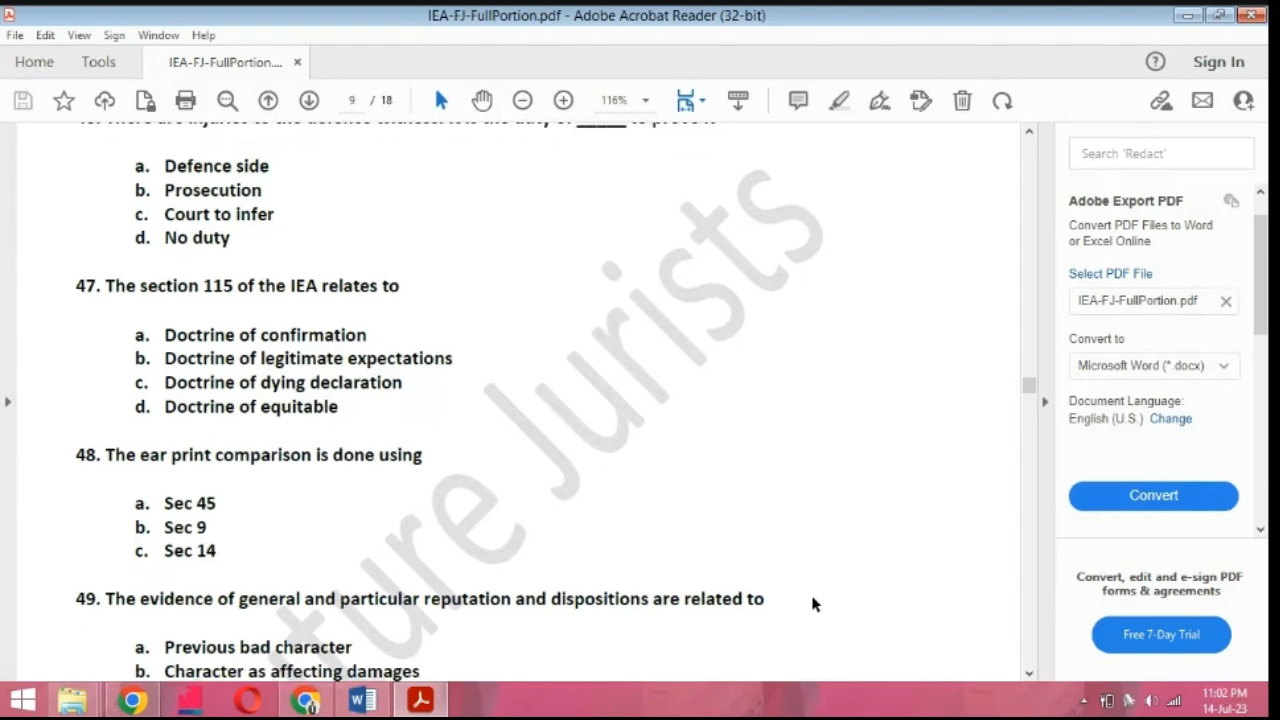 IEA-FJ-FullPortion.pdf - Adobe Acrobat Reader (32-bit)
File Edit View Sign Window Help
Home Tools IEA-FJ-FullPortion.... ×
Sign In
9 / 18 116%
to prove it
a. Defence side
b. Prosecution
c. Court to infer
d. No duty
47. The section 115 of the IEA relates to
a. Doctrine of confirmation
b. Doctrine of legitimate expectations
c. Doctrine of dying declaration
d. Doctrine of equitable
48. The ear print comparison is done using
a. Sec 45
b. Sec 9
c. Sec 14
49. The evidence of general and particular reputation and dispositions are related to
a. Previous bad character
b. Character as affecting damages
ture Jurists
Search 'Redact'
Adobe Export PDF
Convert PDF Files to Word
or Excel Online
Select PDF File
IEA-FJ-FullPortion.pdf
Convert to
Microsoft Word (*.docx)
Document Language:
English (U.S.) Change
Convert
Convert, edit and e-sign PDF
forms & agreements
Free 7-Day Trial
11:02 PM
14-Jul-23